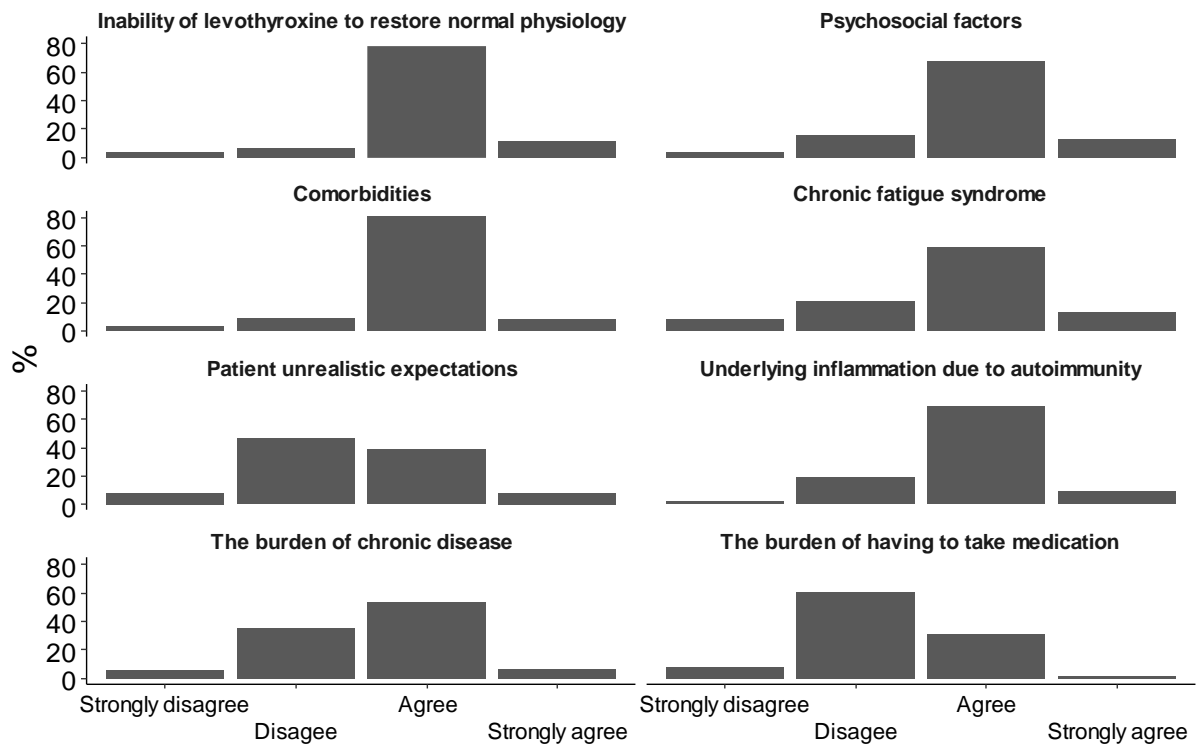 Inability of levothyroxine to restore normal physiology
Psychosocial factors
80
60
40
20
0
Comorbidities
Chronic fatigue syndrome
80
60
40
20
0
%
Patient unrealistic expectations
Underlying inflammation due to autoimmunity
80
60
40
20
0
The burden of chronic disease
The burden of having to take medication
80
60
40
20
0
Strongly disagree
Disagee
Agree
Strongly agree
Strongly disagree
Disagee
Agree
Strongly agree